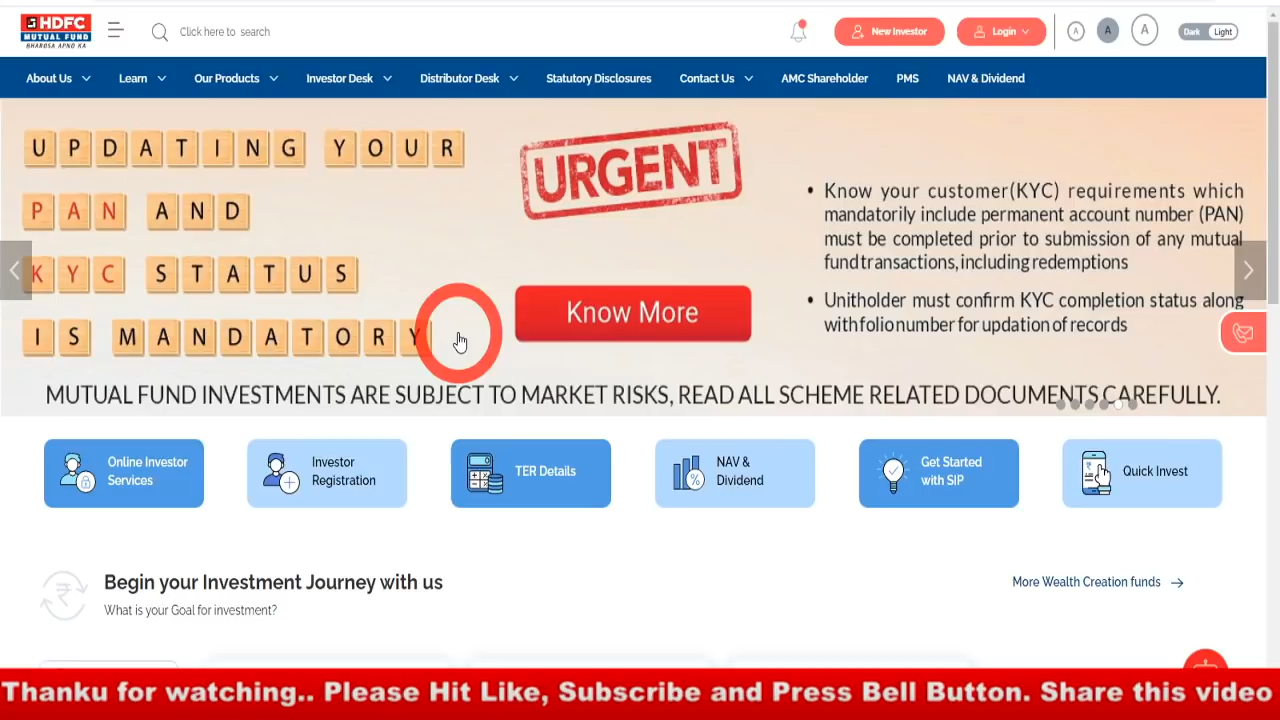 HDFC
MUTUAL FUND
BHAROSA APNO KA
Click here to search
New Investor
Login
A
A
A
Dark
Light
About Us
Learn
Our Products
Investor Desk
Distributor Desk
Statutory Disclosures
Contact Us
AMC Shareholder
PMS
NAV & Dividend
UPDATING YOUR
PAN AND
KYC STATUS
IS MANDATORY
URGENT
Know More
• Know your customer(KYC) requirements which
mandatorily include permanent account number (PAN)
must be completed prior to submission of any mutual
fund transactions, including redemptions
• Unitholder must confirm KYC completion status along
with folio number for updation of records
MUTUAL FUND INVESTMENTS ARE SUBJECT TO MARKET RISKS, READ ALL SCHEME RELATED DOCUMENTS CAREFULLY.
Online Investor
Services
Investor
Registration
TER Details
NAV &
Dividend
Get Started
with SIP
Quick Invest
Begin your Investment Journey with us
What is your Goal for investment?
More Wealth Creation funds
Thanku for watching.. Please Hit Like, Subscribe and Press Bell Button. Share this video